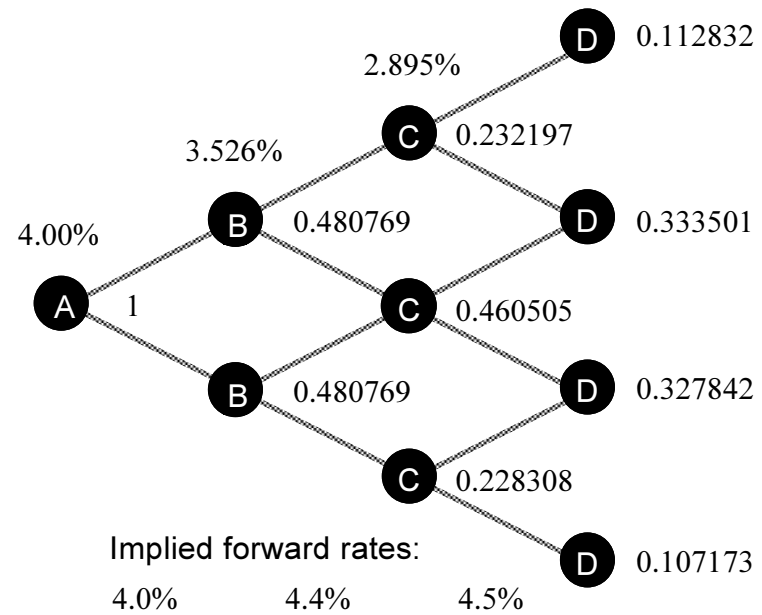 D 0.112832
2.895%
C 0.232197
3.526%
D 0.333501
B 0.480769
4.00%
A 1
C 0.460505
D 0.327842
B 0.480769
C 0.228308
Implied forward rates:
D 0.107173
4.0% 4.4% 4.5%